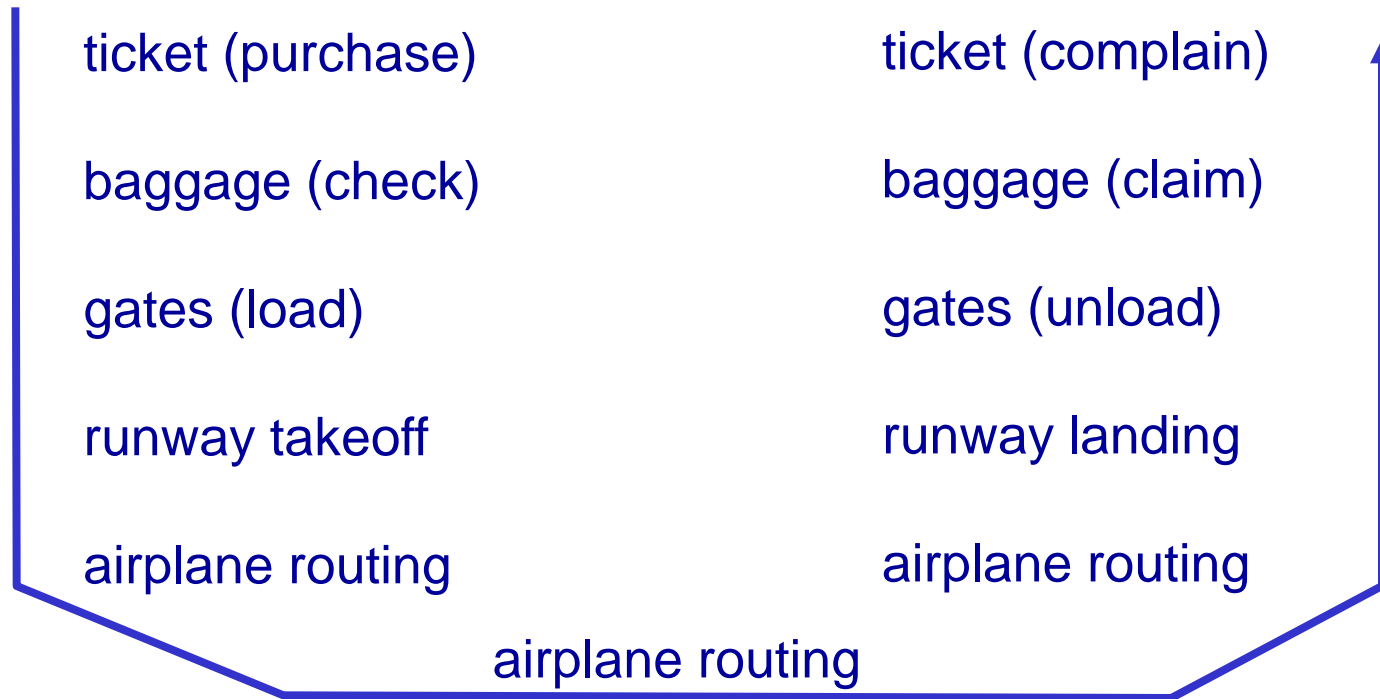 ticket (purchase)
baggage (check)
gates (load)
runway takeoff
airplane routing
ticket (complain)
baggage (claim)
gates (unload)
runway landing
airplane routing
airplane routing